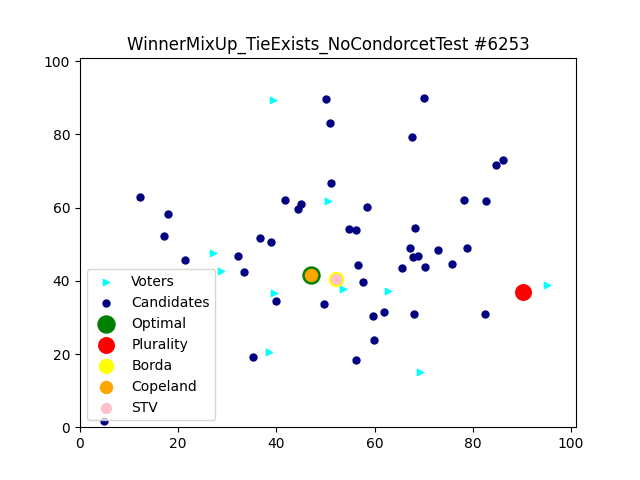 WinnerMixUp_TieExists_NoCondorcetTest #6253
100
80
60
40
20
0
Voters
Candidates
Optimal
Plurality
Borda
Copeland
STV
0 20 40 60 80 100